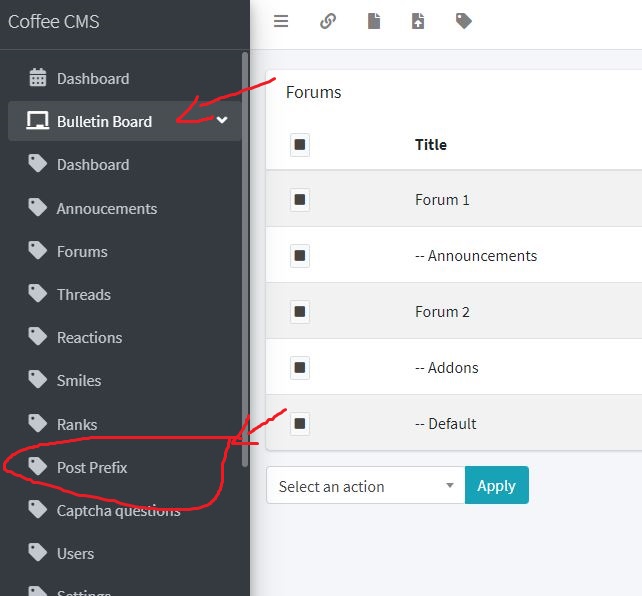 Coffee CMS
Dashboard
Bulletin Board
Dashboard
Annoucements
Forums
Threads
Reactions
Smiles
Ranks
Post Prefix
Captcha questions
Users
Settings
Forums
Title
Forum 1
-- Announcements
Forum 2
-- Addons
-- Default
Select an action
Apply